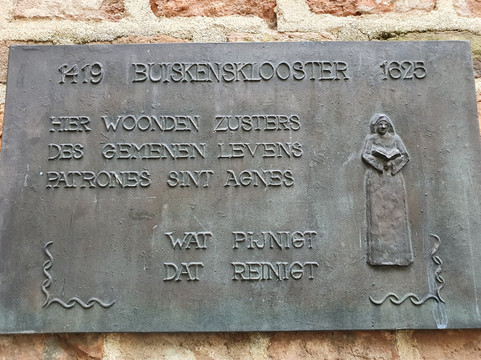 1419 BUISKENSKLOOSTER 1625
HIER WOONDEN ZUSTERS
DES GEMENEN LEVENS
PATRONES SINT AGNES
WAT PIJNIGT
DAT REINIGT